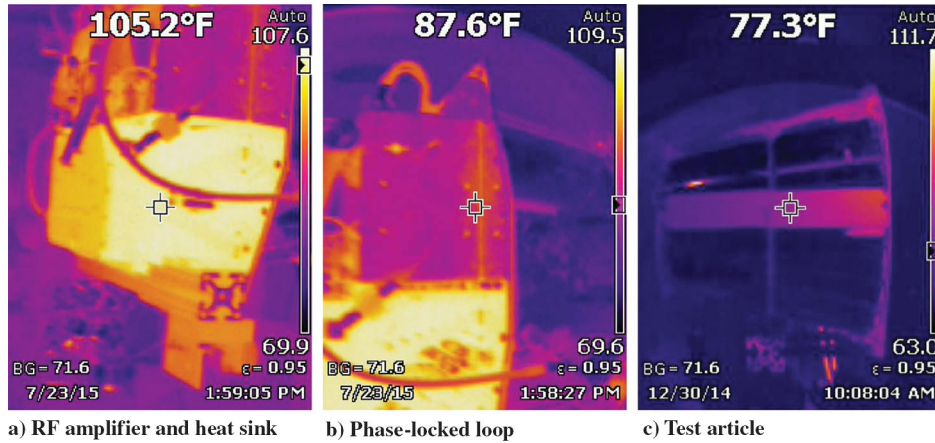 105.2°F
Auto
107.6
69.9
BG= 71.6
ε= 0.95
7/23/15
1:59:05 PM
a) RF amplifier and heat sink
87.6°F
Auto
109.5
69.6
BG= 71.6
ε= 0.95
7/23/15
1:58:27 PM
b) Phase-locked loop
77.3°F
Auto
111.7
63.0
BG= 71.6
ε= 0.95
12/30/14
10:08:04 AM
c) Test article